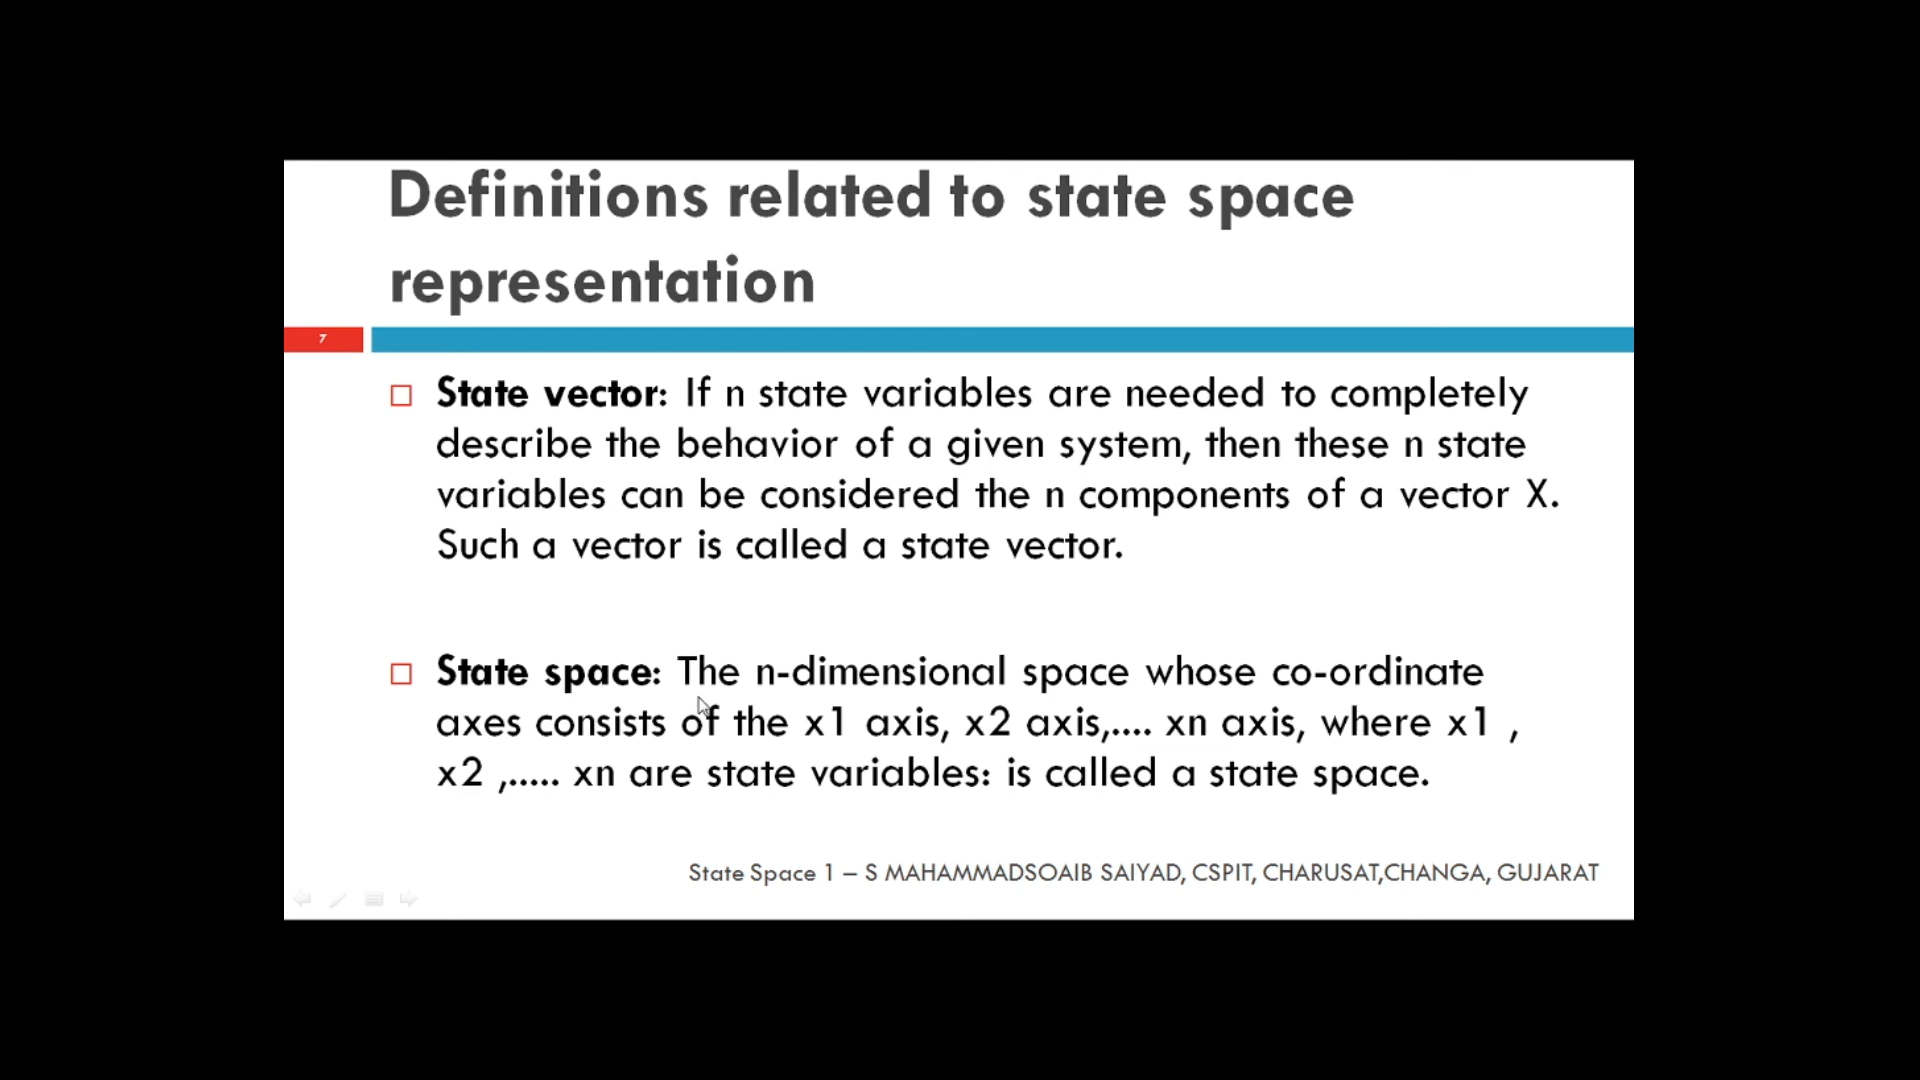 Definitions related to state space
representation
7
State vector: If n state variables are needed to completely
describe the behavior of a given system, then these n state
variables can be considered the n components of a vector X.
Such a vector is called a state vector.
State space: The n-dimensional space whose co-ordinate
axes consists of the x1 axis, x2 axis,.... xn axis, where x1 ,
x2 ,..... xn are state variables: is called a state space.
State Space 1 – S MAHAMMADSOAIB SAIYAD, CSPIT, CHARUSAT,CHANGA, GUJARAT